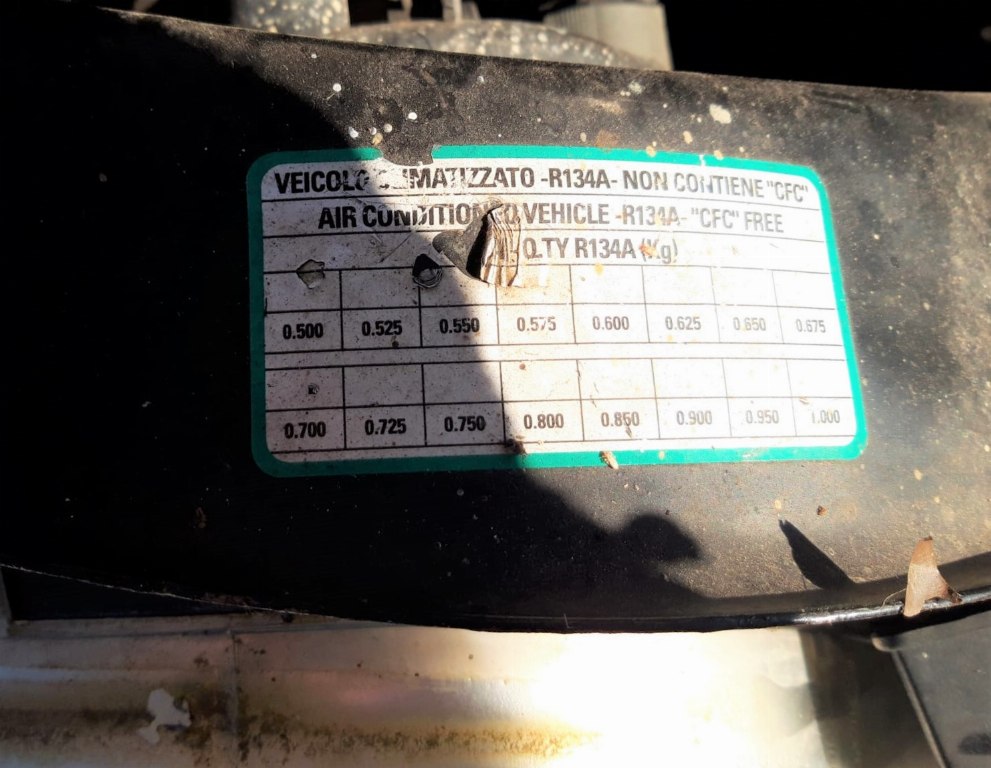 VEICOLO CLIMATIZZATO -R134A- NON CONTIENE "CFC"
AIR CONDITIONED VEHICLE -R134A- "CFC" FREE
Q.TY R134A (Kg)
0.500 0.525 0.550 0.575 0.600 0.625 0.650 0.675
0.700 0.725 0.750 0.800 0.850 0.900 0.950 1.000